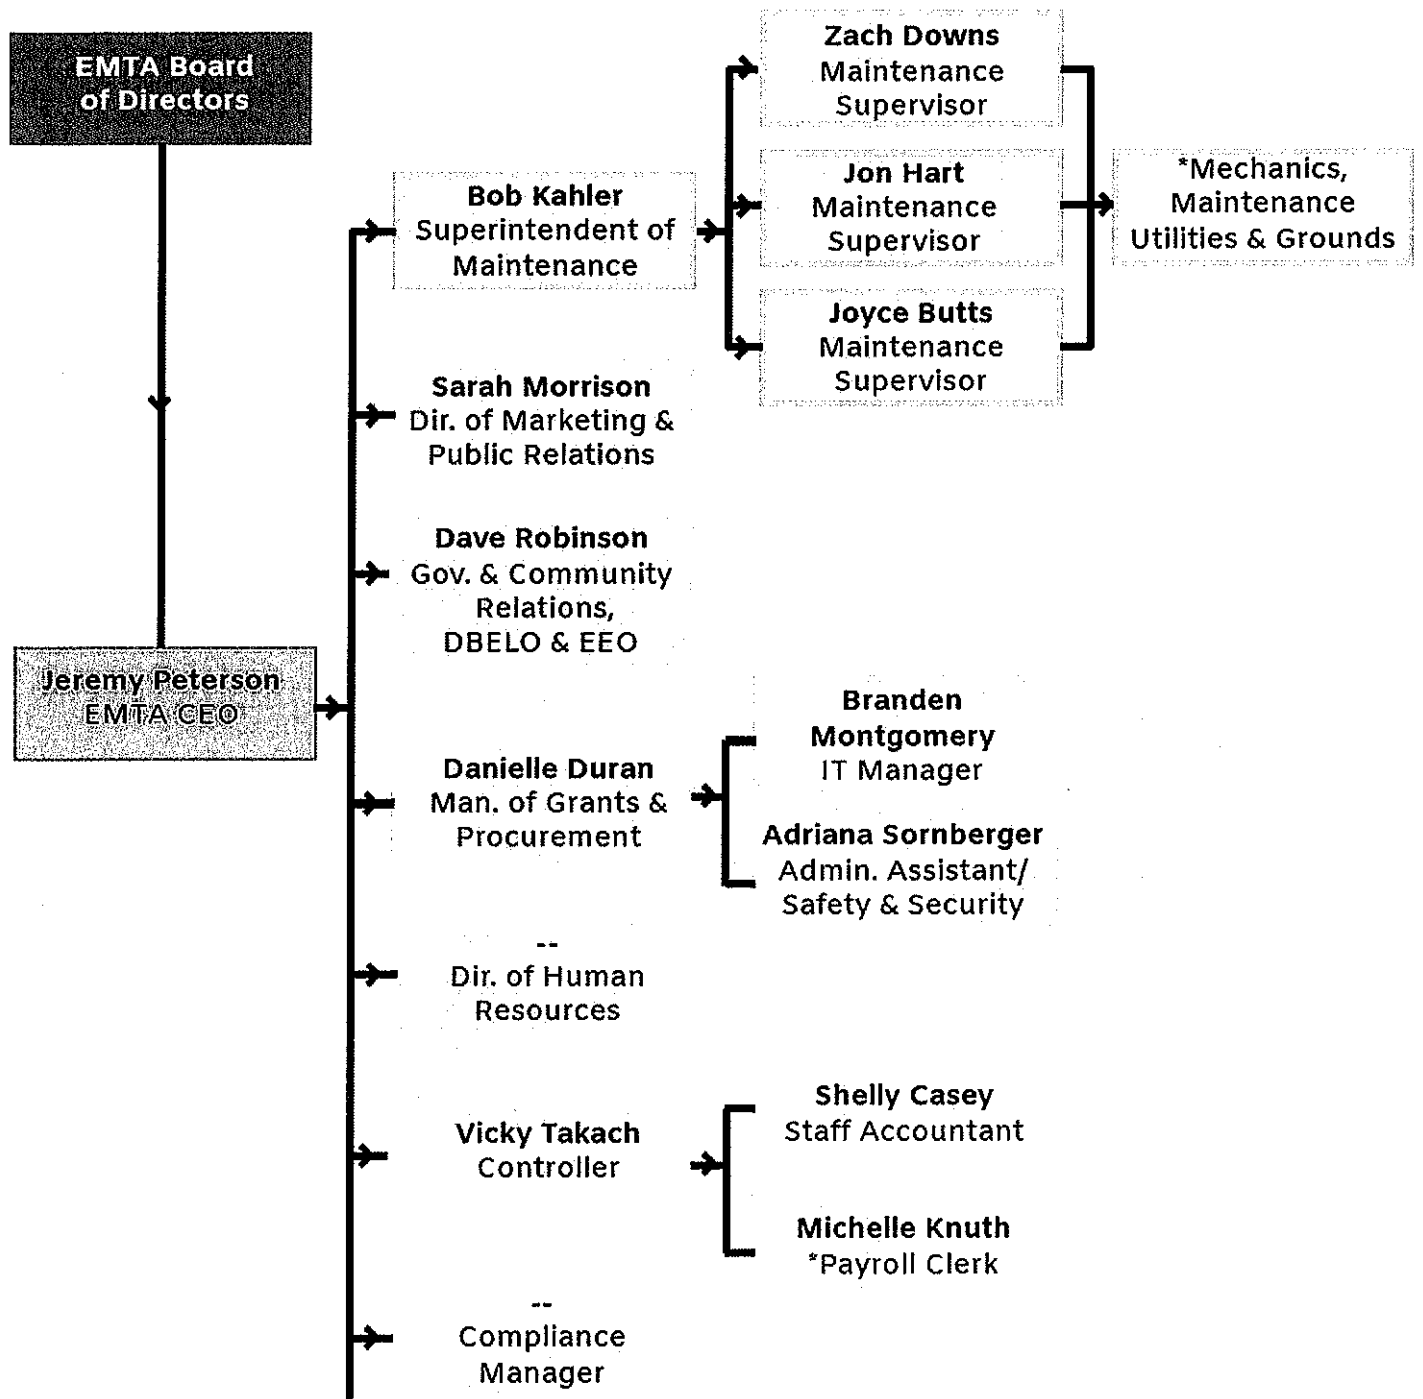 EMTA Board
of Directors
Zach Downs
Maintenance
Supervisor
Bob Kahler
Superintendent of
Maintenance
Jon Hart
Maintenance
Supervisor
*Mechanics,
Maintenance
Utilities & Grounds
Joyce Butts
Maintenance
Supervisor
Sarah Morrison
Dir. of Marketing &
Public Relations
Dave Robinson
Gov. & Community
Relations,
DBELO & EEO
Jeremy Peterson
EMTA CEO
Danielle Duran
Man. of Grants &
Procurement
Branden
Montgomery
IT Manager
Adriana Sornberger
Admin. Assistant/
Safety & Security
--
Dir. of Human
Resources
Vicky Takach
Controller
Shelly Casey
Staff Accountant
Michelle Knuth
*Payroll Clerk
--
Compliance
Manager